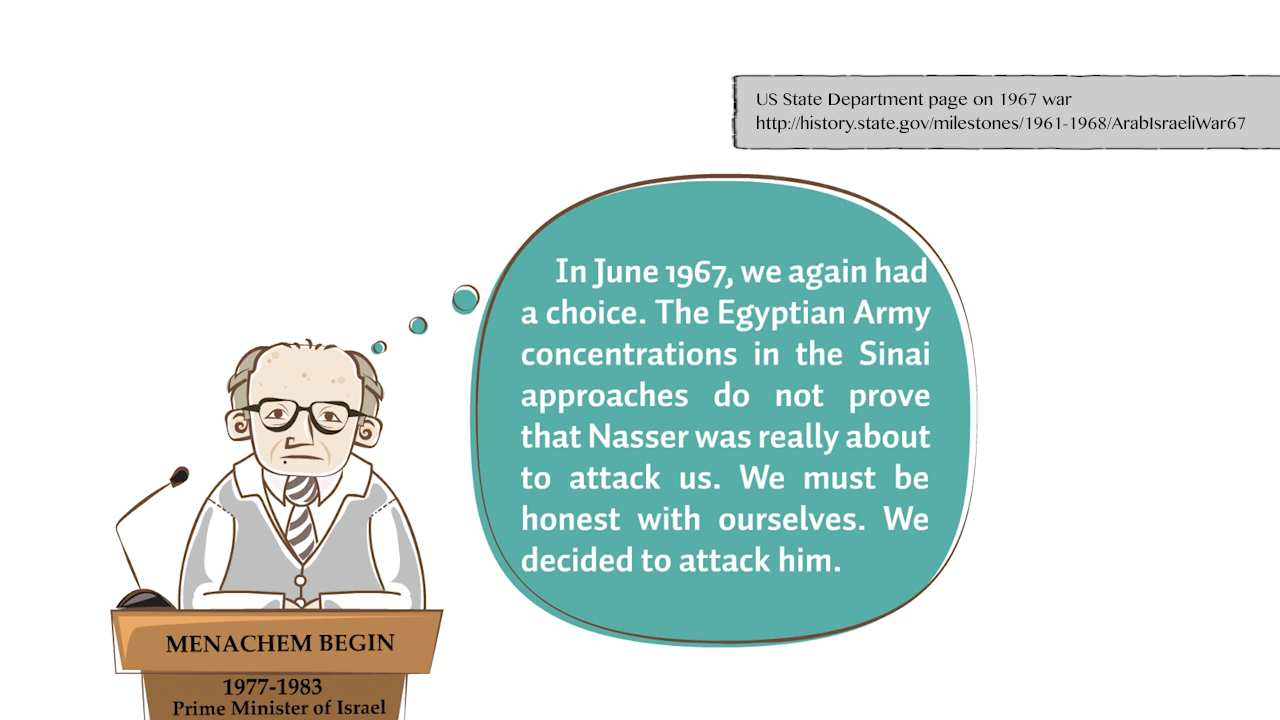 US State Department page on 1967 war
http://history.state.gov/milestones/1961-1968/ArabIsraeliWar67
In June 1967, we again had
a choice. The Egyptian Army
concentrations in the Sinai
approaches do not prove
that Nasser was really about
to attack us. We must be
honest with ourselves. We
decided to attack him.
MENACHEM BEGIN
1977-1983
Prime Minister of Israel